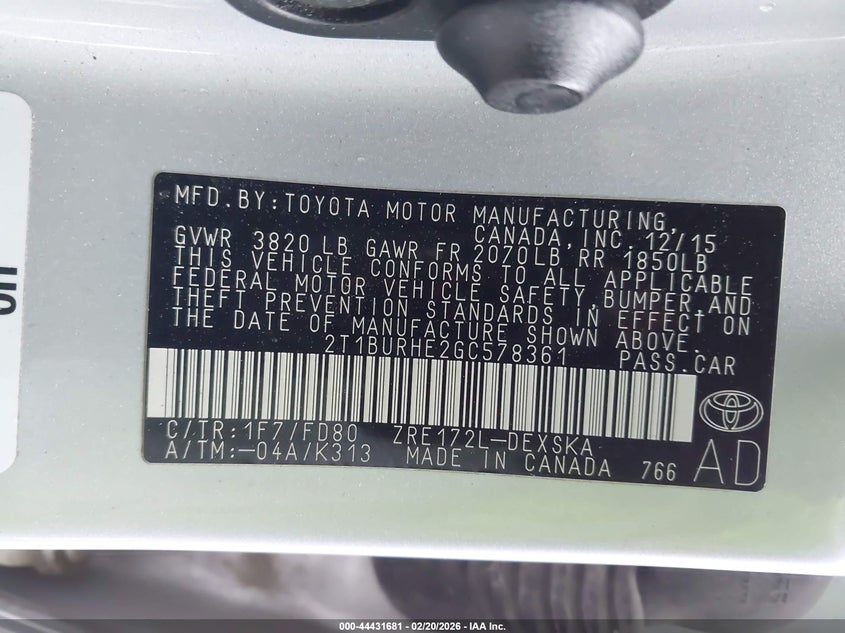 MFD.BY:TOYOTA MOTOR MANUFACTURING,
CANADA,INC. 12/15
GVWR 3820 LB GAWR FR 2070LB RR 1850LB
THIS VEHICLE CONFORMS TO ALL APPLICABLE
FEDERAL MOTOR VEHICLE SAFETY,BUMPER,AND
THEFT PREVENTION STANDARDS IN EFFECT ON
THE DATE OF MANUFACTURE SHOWN ABOVE.
2T1BURHE2GC578361 PASS.CAR
C/TR:1F7/FD80 ZRE172L-DEXSKA
A/TM:-04A/K313 MADE IN CANADA 766 AD
000-44431681 - 02/20/2026 - IAA Inc.